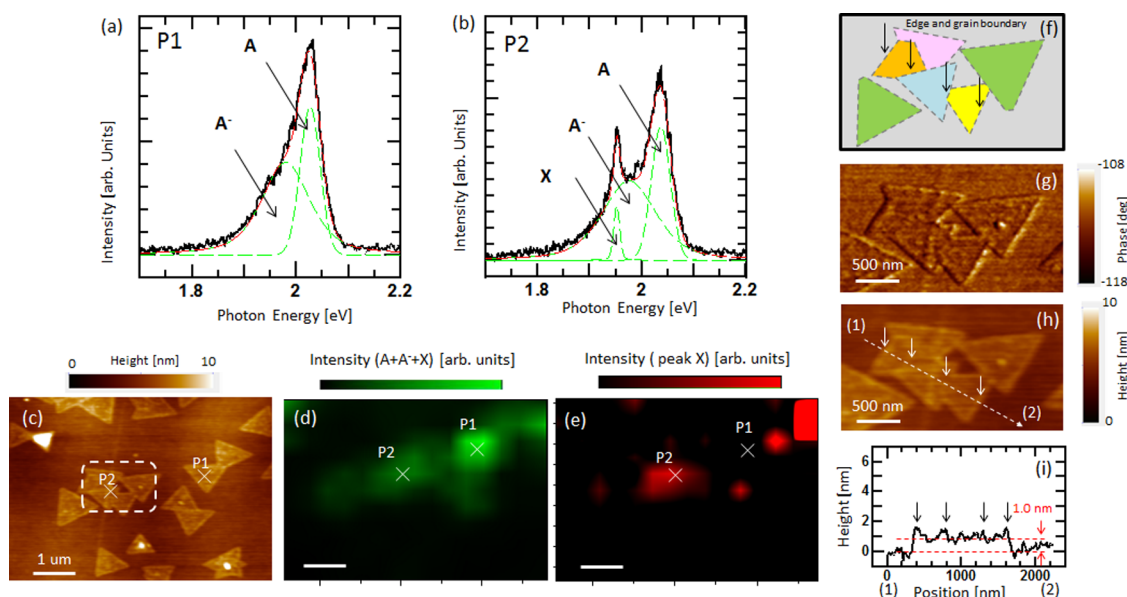 (a)
P1
A
A-
Intensity [arb. Units]
1.8
2
2.2
Photon Energy [eV]
(b)
P2
A
A-
X
Intensity [arb. Units]
1.8
2
2.2
Photon Energy [eV]
Edge and grain boundary
(f)
(g)
500 nm
-108
Phase [deg]
-118
(h)
(1)
(2)
500 nm
10
Height [nm]
0
0 Height [nm] 10
(c)
P1
P2
1 um
Intensity (A+A-+X) [arb. units]
(d)
P1
P2
Intensity ( peak X) [arb. units]
(e)
P1
P2
(i)
Height [nm]
6
4
2
0
1.0 nm
0 1000 2000
(1) Position [nm] (2)